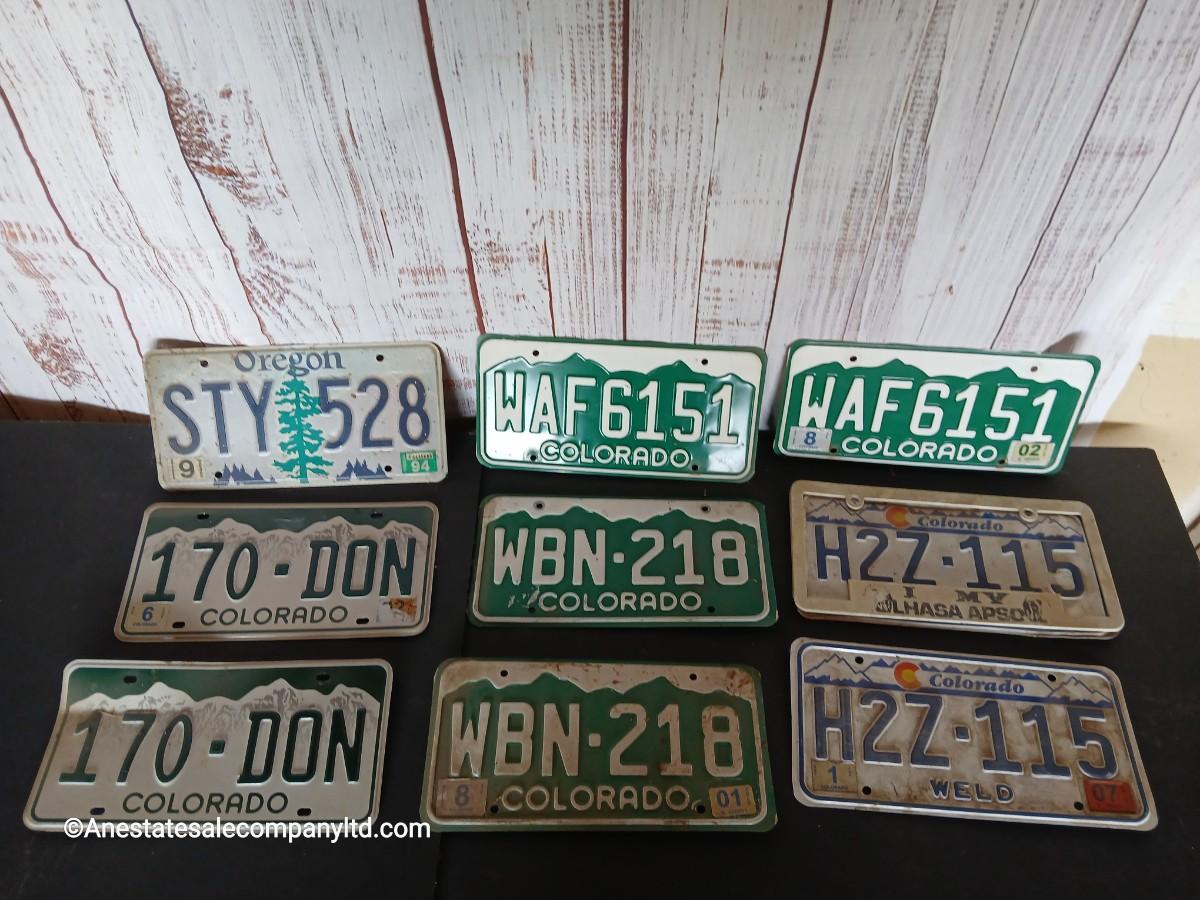 Oregon
STY 528
9 94
WAF6151
COLORADO
WAF6151
8 COLORADO 02
170·DON
6 COLORADO
WBN·218
COLORADO
Colorado
H2Z·115
I MY
LHASA APSO
170·DON
COLORADO
WBN·218
8 COLORADO 01
Colorado
H2Z·115
1 WELD 07
©Anestatesalecompanyltd.com